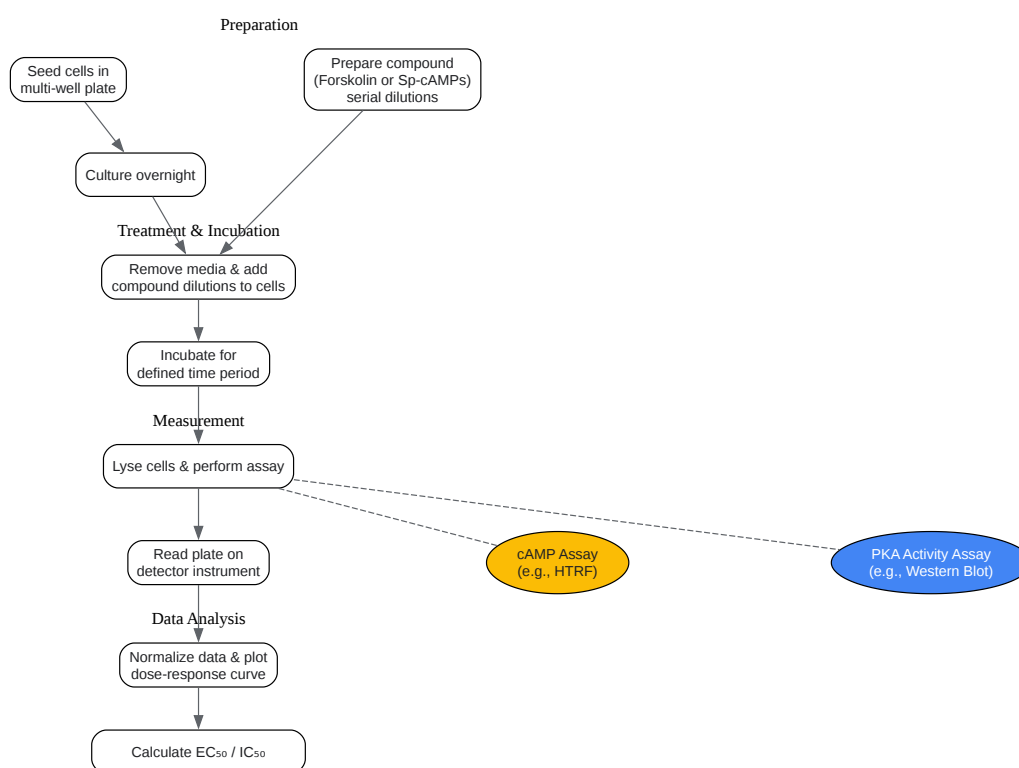 Preparation
Seed cells in
multi-well plate
Prepare compound
(Forskolin or Sp-cAMPs)
serial dilutions
Culture overnight
Treatment & Incubation
Remove media & add
compound dilutions to cells
Incubate for
defined time period
Measurement
Lyse cells & perform assay
Read plate on
detector instrument
cAMP Assay
(e.g., HTRF)
PKA Activity Assay
(e.g., Western Blot)
Data Analysis
Normalize data & plot
dose-response curve
Calculate EC₅₀ / IC₅₀